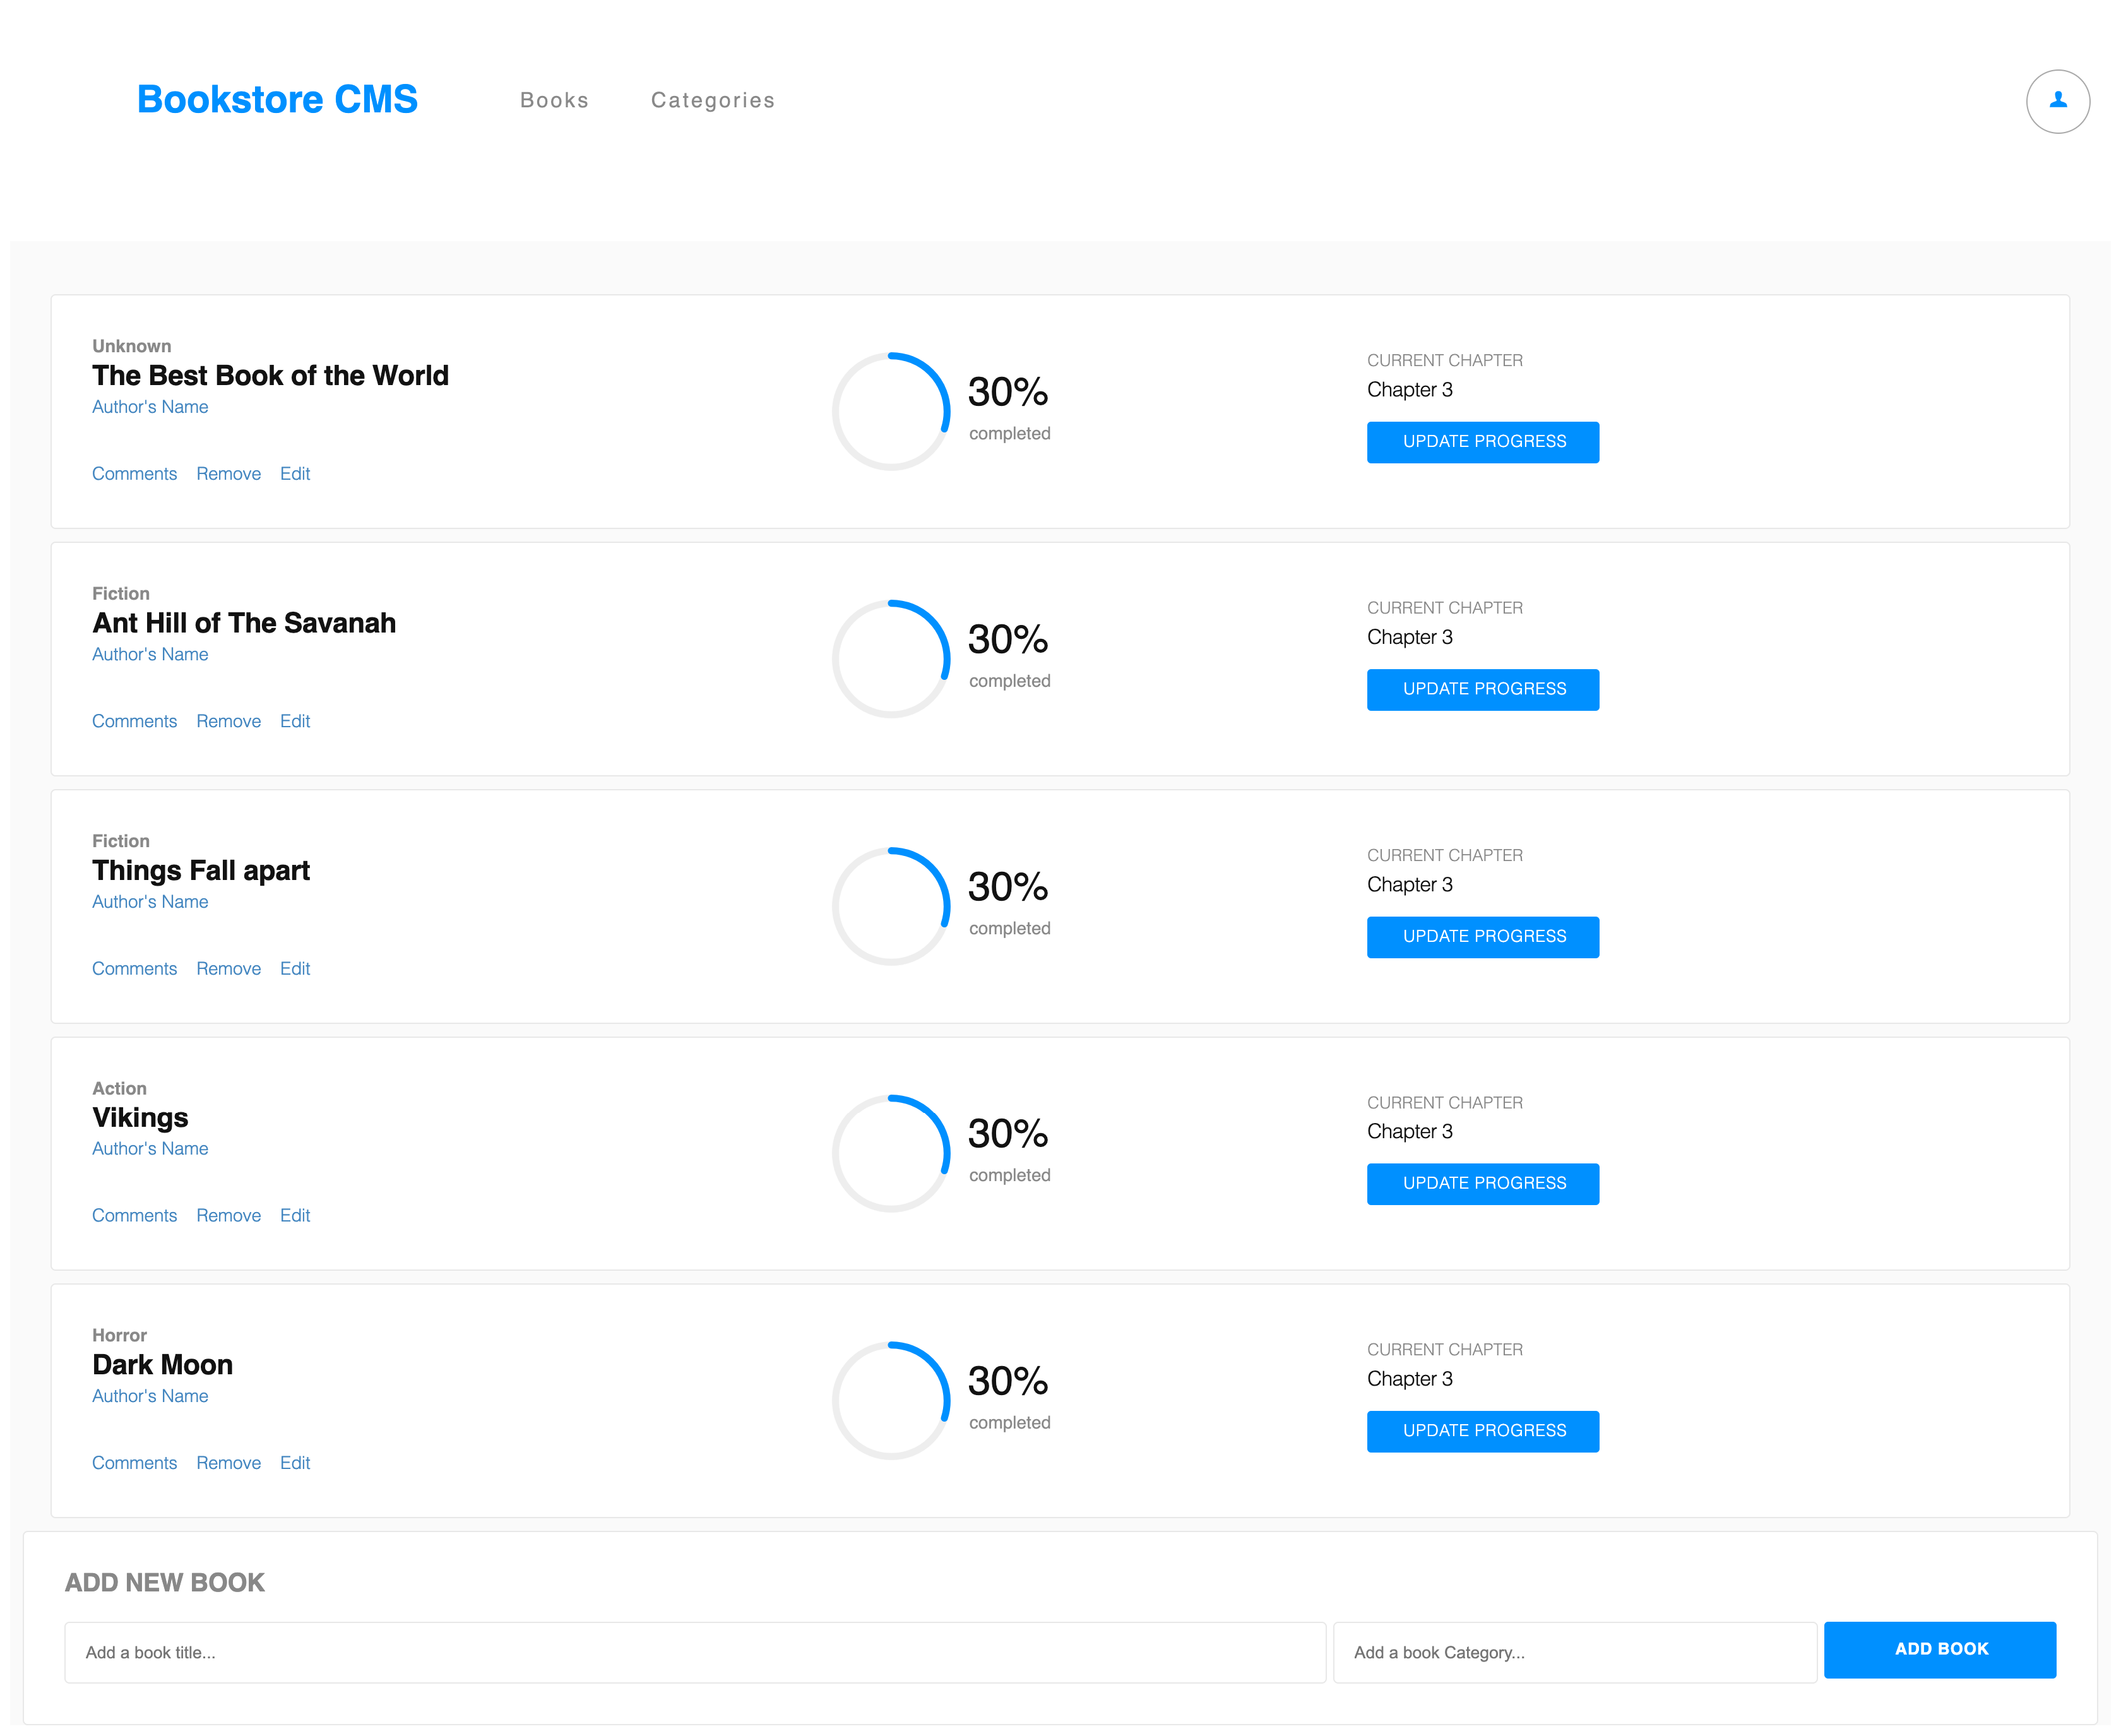 Bookstore CMS Books Categories
Unknown
The Best Book of the World
Author's Name
Comments Remove Edit
30%
completed
CURRENT CHAPTER
Chapter 3
UPDATE PROGRESS
Fiction
Ant Hill of The Savanah
Author's Name
Comments Remove Edit
30%
completed
CURRENT CHAPTER
Chapter 3
UPDATE PROGRESS
Fiction
Things Fall apart
Author's Name
Comments Remove Edit
30%
completed
CURRENT CHAPTER
Chapter 3
UPDATE PROGRESS
Action
Vikings
Author's Name
Comments Remove Edit
30%
completed
CURRENT CHAPTER
Chapter 3
UPDATE PROGRESS
Horror
Dark Moon
Author's Name
Comments Remove Edit
30%
completed
CURRENT CHAPTER
Chapter 3
UPDATE PROGRESS
ADD NEW BOOK
Add a book title... Add a book Category... ADD BOOK